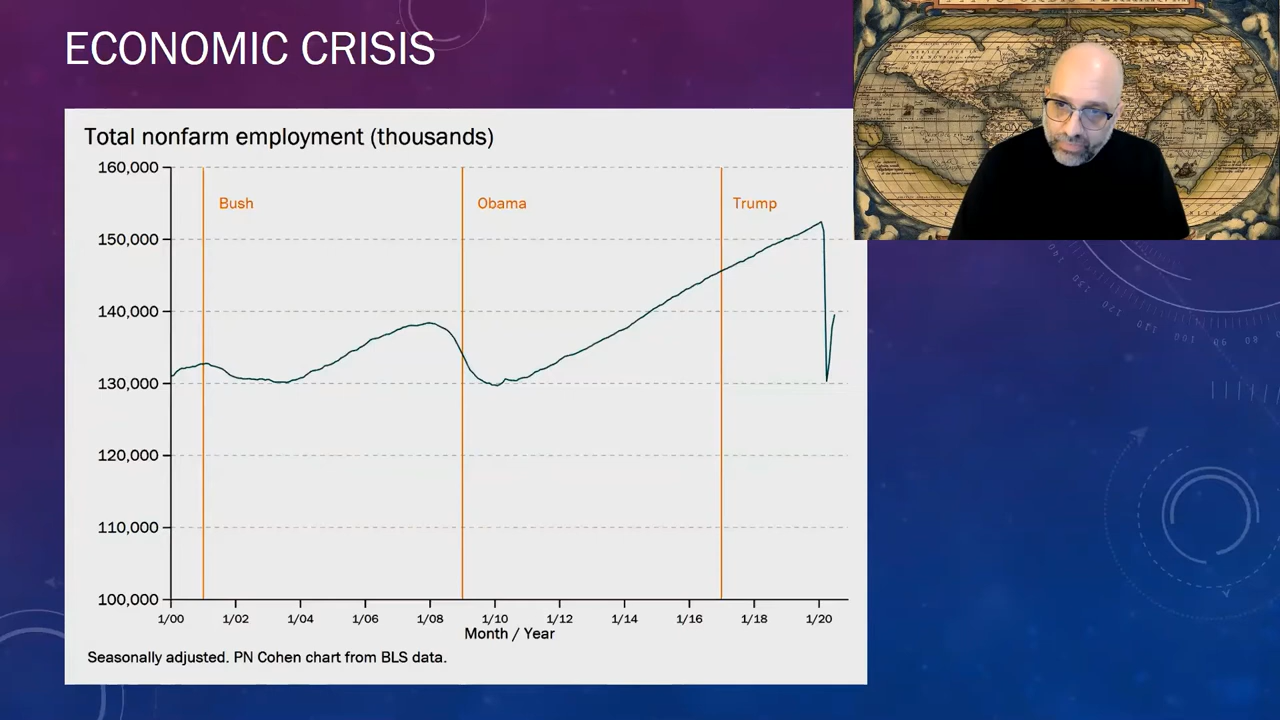 ECONOMIC CRISIS
Total nonfarm employment (thousands)
160,000
150,000
140,000
130,000
120,000
110,000
100,000
Bush
Obama
Trump
1/00
1/02
1/04
1/06
1/08
1/10
1/12
1/14
1/16
1/18
1/20
Month / Year
Seasonally adjusted. PN Cohen chart from BLS data.